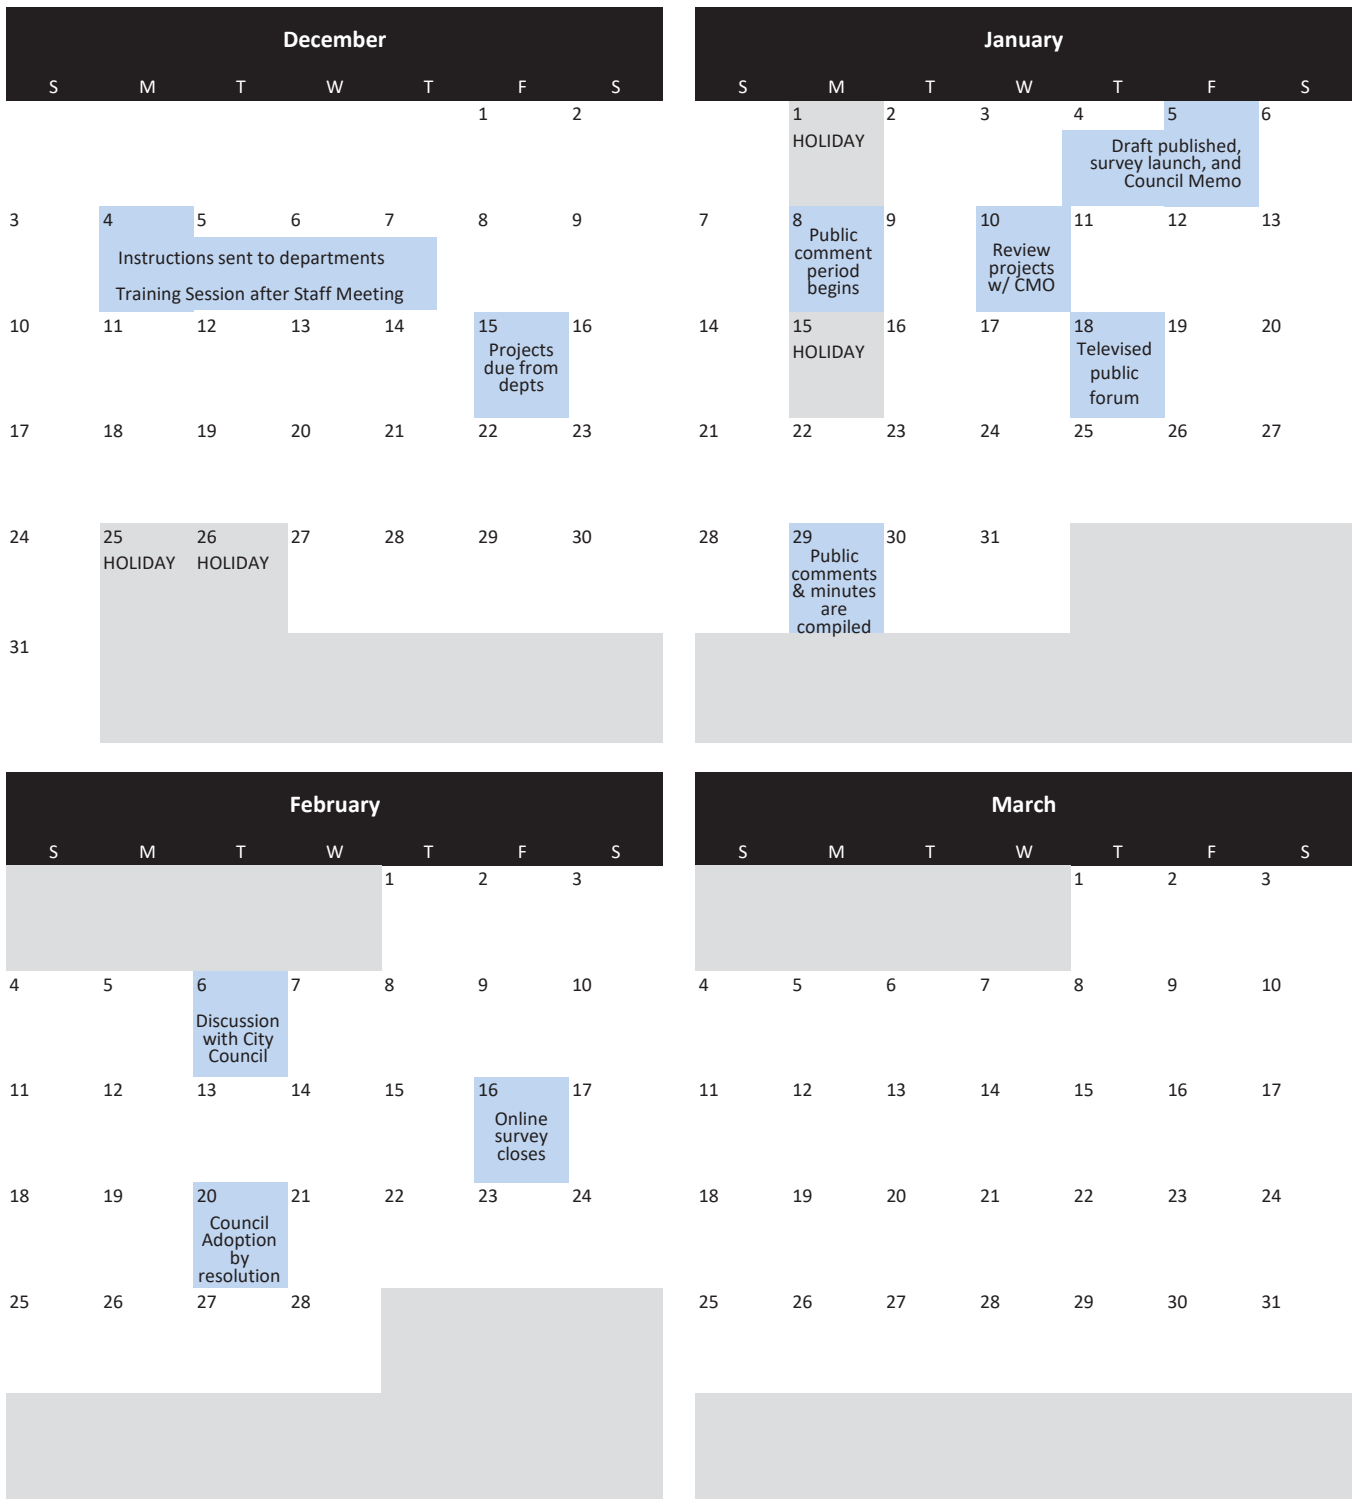 December
S M T W T F S
1 2
3 4 5 6 7 8 9
Instructions sent to departments
Training Session after Staff Meeting
10 11 12 13 14 15 16
Projects
due from
depts
17 18 19 20 21 22 23
24 25 26 27 28 29 30
HOLIDAY HOLIDAY
31
January
S M T W T F S
1 2 3 4 5 6
HOLIDAY
Draft published,
survey launch, and
Council Memo
7 8 9 10 11 12 13
Public
comment
period
begins
Review
projects
w/ CMO
14 15 16 17 18 19 20
HOLIDAY
Televised
public
forum
21 22 23 24 25 26 27
28 29 30 31
Public
comments
& minutes
are
compiled
February
S M T W T F S
1 2 3
4 5 6 7 8 9 10
Discussion
with City
Council
11 12 13 14 15 16 17
Online
survey
closes
18 19 20 21 22 23 24
Council
Adoption
by
resolution
25 26 27 28
March
S M T W T F S
1 2 3
4 5 6 7 8 9 10
11 12 13 14 15 16 17
18 19 20 21 22 23 24
25 26 27 28 29 30 31